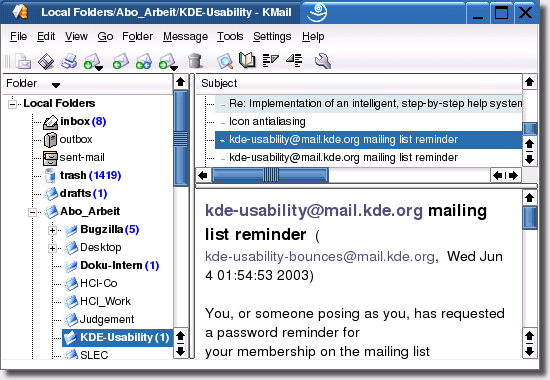 Local Folders/Abo_Arbeit/KDE-Usability - KMail
File Edit View Go Folder Message Tools Settings Help
Folder
Local Folders
inbox (8)
outbox
sent-mail
trash (1419)
drafts (1)
Abo_Arbeit
Bugzilla (5)
Desktop
Doku-Intern (1)
HCI-Co
HCI_Work
Judgement
KDE-Usability (1)
SLEC
Subject
Re: Implementation of an intelligent, step-by-step help system
Icon antialiasing
kde-usability@mail.kde.org mailing list reminder
kde-usability@mail.kde.org mailing list reminder
kde-usability@mail.kde.org mailing
list reminder (
kde-usability-bounces@mail.kde.org, Wed Jun
4 01:54:53 2003)
You, or someone posing as you, has requested
a password reminder for
your membership on the mailing list